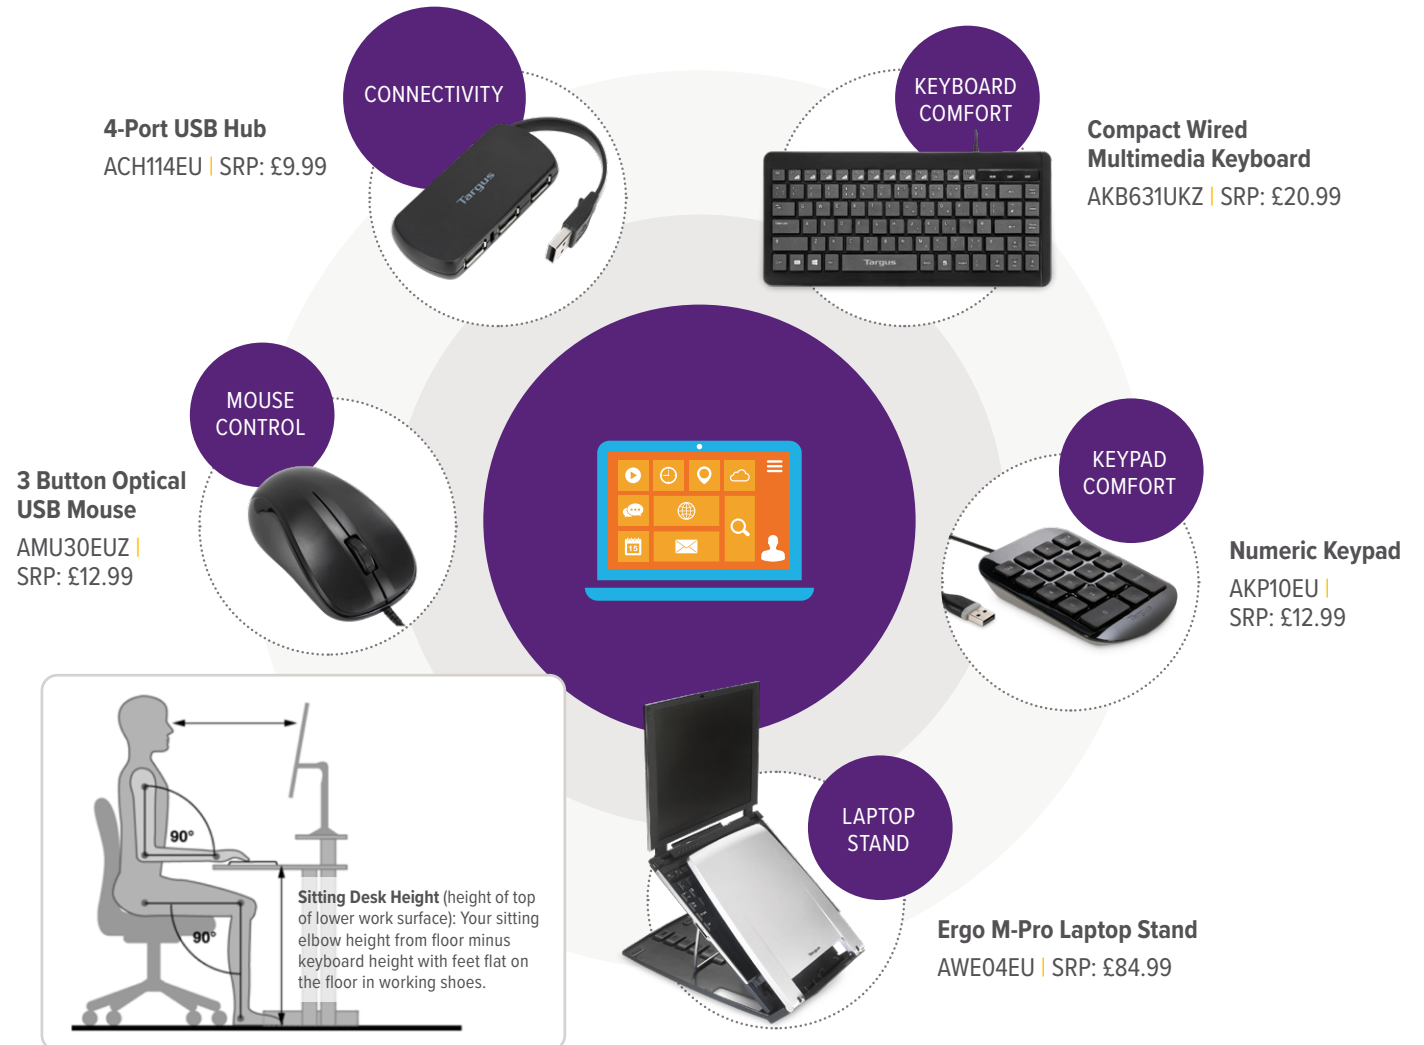 CONNECTIVITY
4-Port USB Hub
ACH114EU | SRP: £9.99
Targus
KEYBOARD
COMFORT
Compact Wired
Multimedia Keyboard
AKB631UKZ | SRP: £20.99
Targus
MOUSE
CONTROL
3 Button Optical
USB Mouse
AMU30EUZ |
SRP: £12.99
15
KEYPAD
COMFORT
Numeric Keypad
AKP10EU |
SRP: £12.99
90°
90°
Sitting Desk Height (height of top
of lower work surface): Your sitting
elbow height from floor minus
keyboard height with feet flat on
the floor in working shoes.
LAPTOP
STAND
Targus
Ergo M-Pro Laptop Stand
AWE04EU | SRP: £84.99